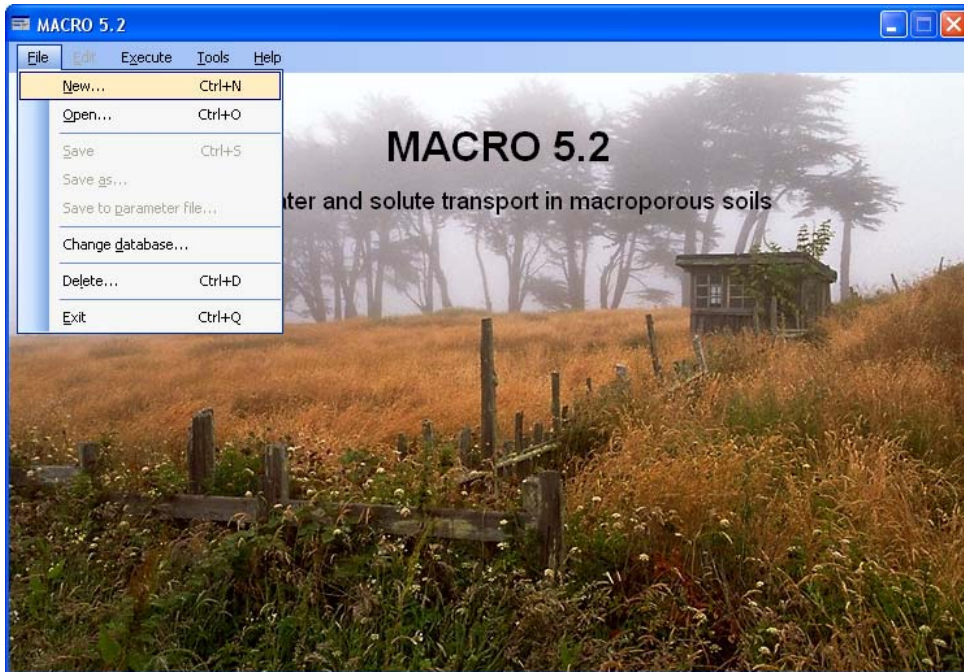 MACRO 5.2
File Edit Execute Tools Help
New... Ctrl+N
Open... Ctrl+O
Save Ctrl+S
Save as...
Save to parameter file...
Change database...
Delete... Ctrl+D
Exit Ctrl+Q
MACRO 5.2
and solute transport in macroporous soils